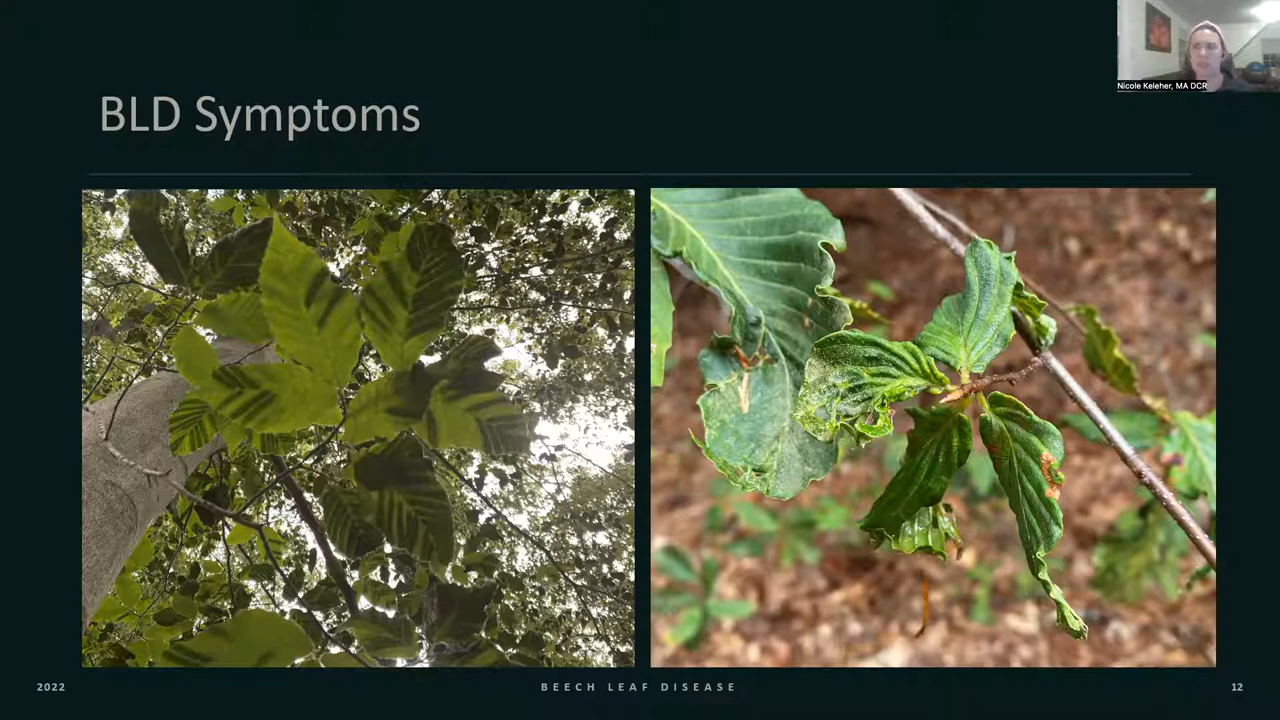 Nicole Keleher, MA DCR
BLD Symptoms
2022
BEECH LEAF DISEASE
12